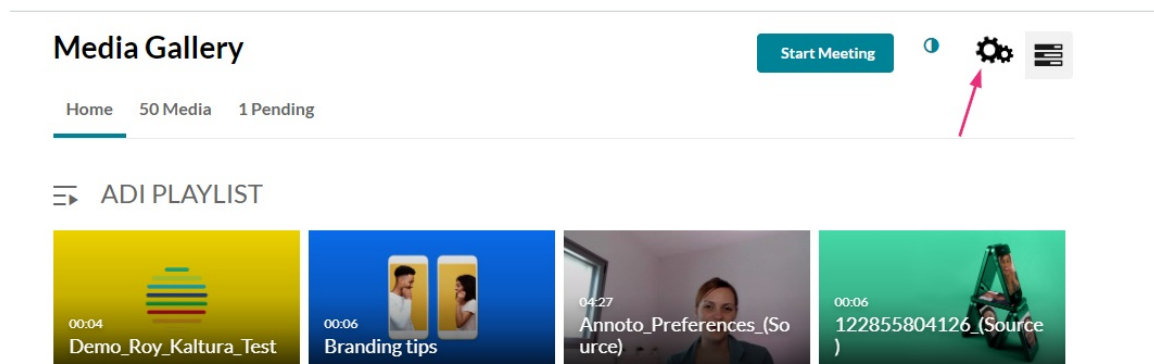 Media Gallery
Start Meeting
Home 50 Media 1 Pending
ADI PLAYLIST
00:04
Demo_Roy_Kaltura_Test
00:06
Branding tips
04:27
Annoto_Preferences_(So
urce)
00:06
122855804126_(Source
)